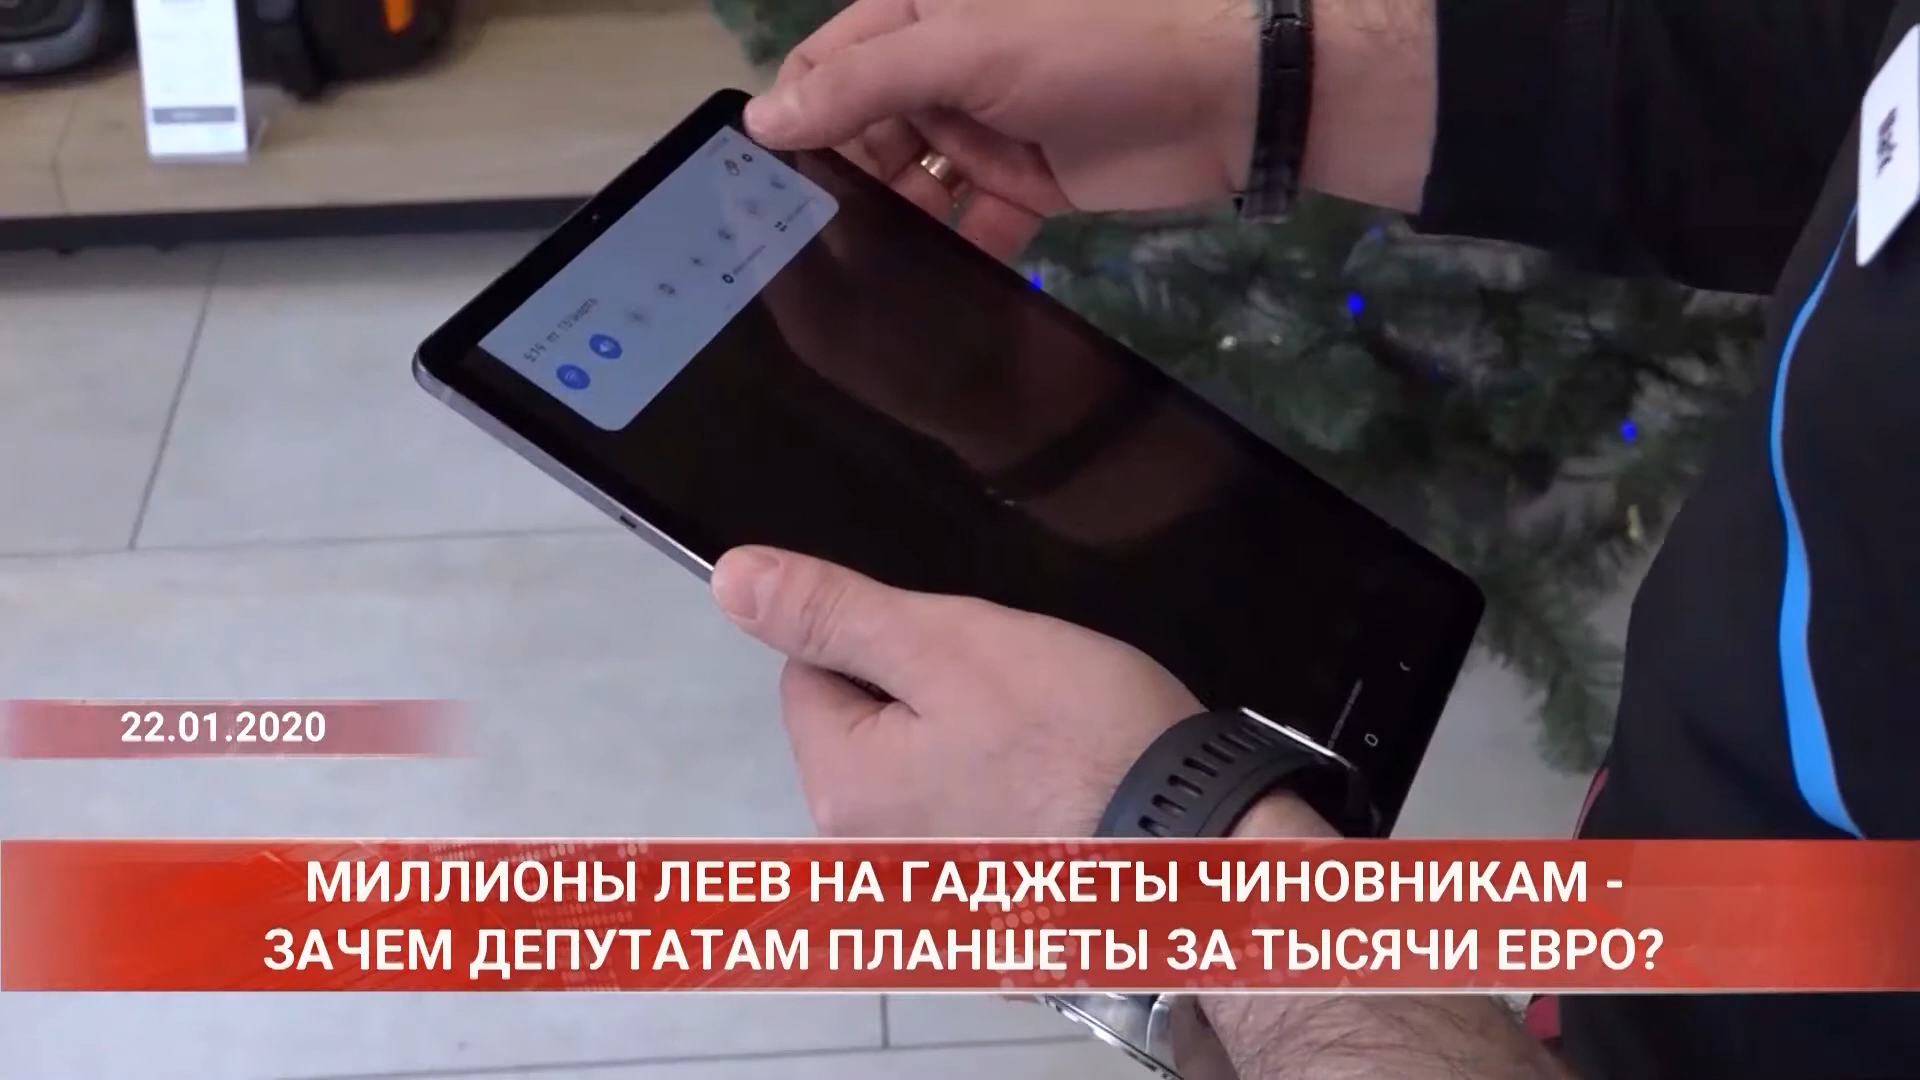 22.01.2020
МИЛЛИОНЫ ЛЕЕВ НА ГАДЖЕТЫ ЧИНОВНИКАМ -
ЗАЧЕМ ДЕПУТАТАМ ПЛАНШЕТЫ ЗА ТЫСЯЧИ ЕВРО?